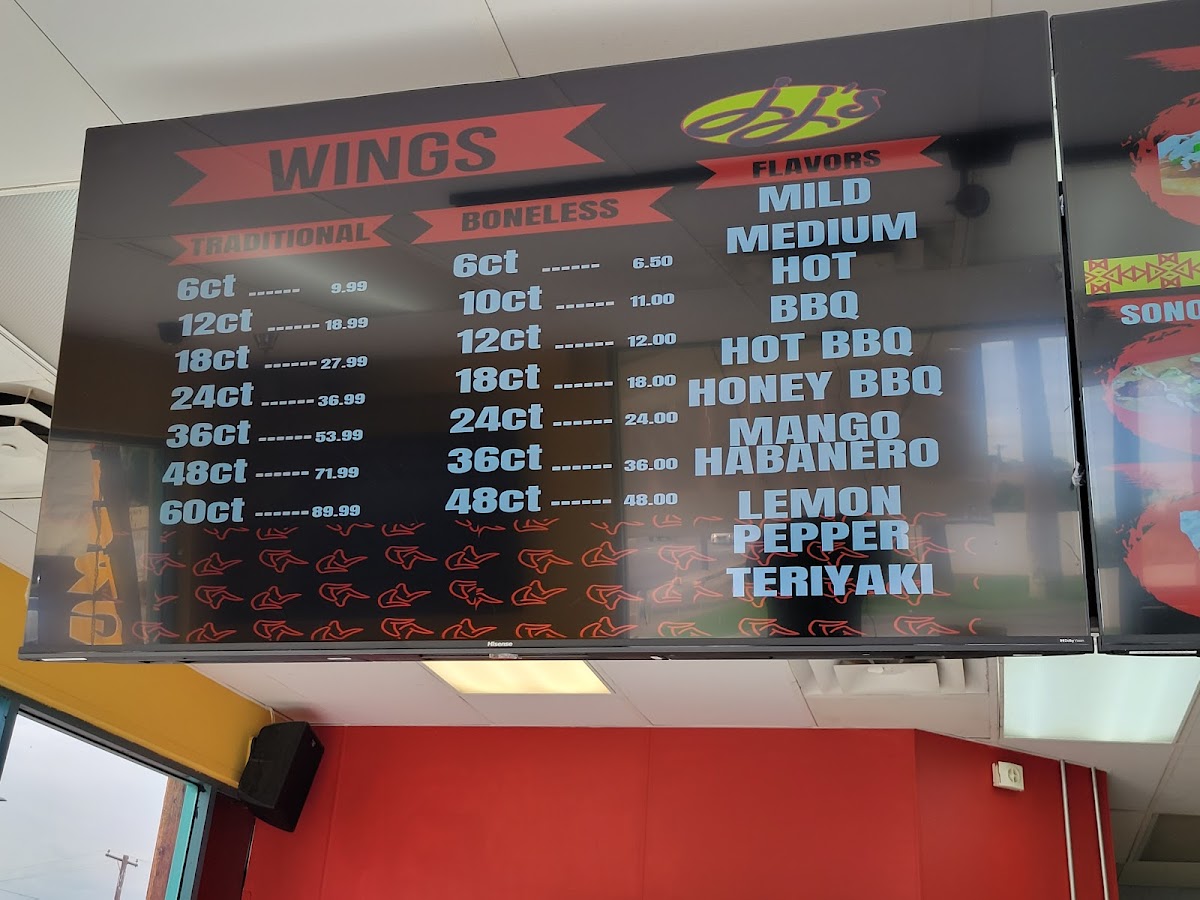 WINGS
JJ's
TRADITIONAL
6ct ------ 9.99
12ct ------ 18.99
18ct ------ 27.99
24ct ------ 36.99
36ct ------ 53.99
48ct ------ 71.99
60ct ------ 89.99
BONELESS
6ct ------ 6.50
10ct ------ 11.00
12ct ------ 12.00
18ct ------ 18.00
24ct ------ 24.00
36ct ------ 36.00
48ct ------ 48.00
FLAVORS
MILD
MEDIUM
HOT
BBQ
HOT BBQ
HONEY BBQ
MANGO
HABANERO
LEMON
PEPPER
TERIYAKI
Hisense
SONO